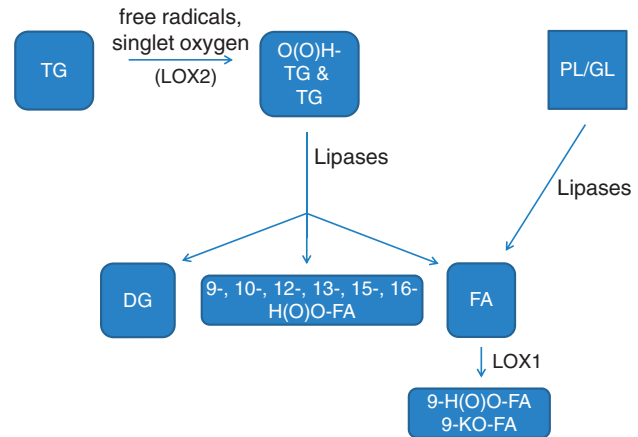 free radicals,
singlet oxygen
(LOX2)
TG
O(O)H-
TG &
TG
PL/GL
Lipases
Lipases
DG
9-, 10-, 12-, 13-, 15-, 16-
H(O)O-FA
FA
LOX1
9-H(O)O-FA
9-KO-FA